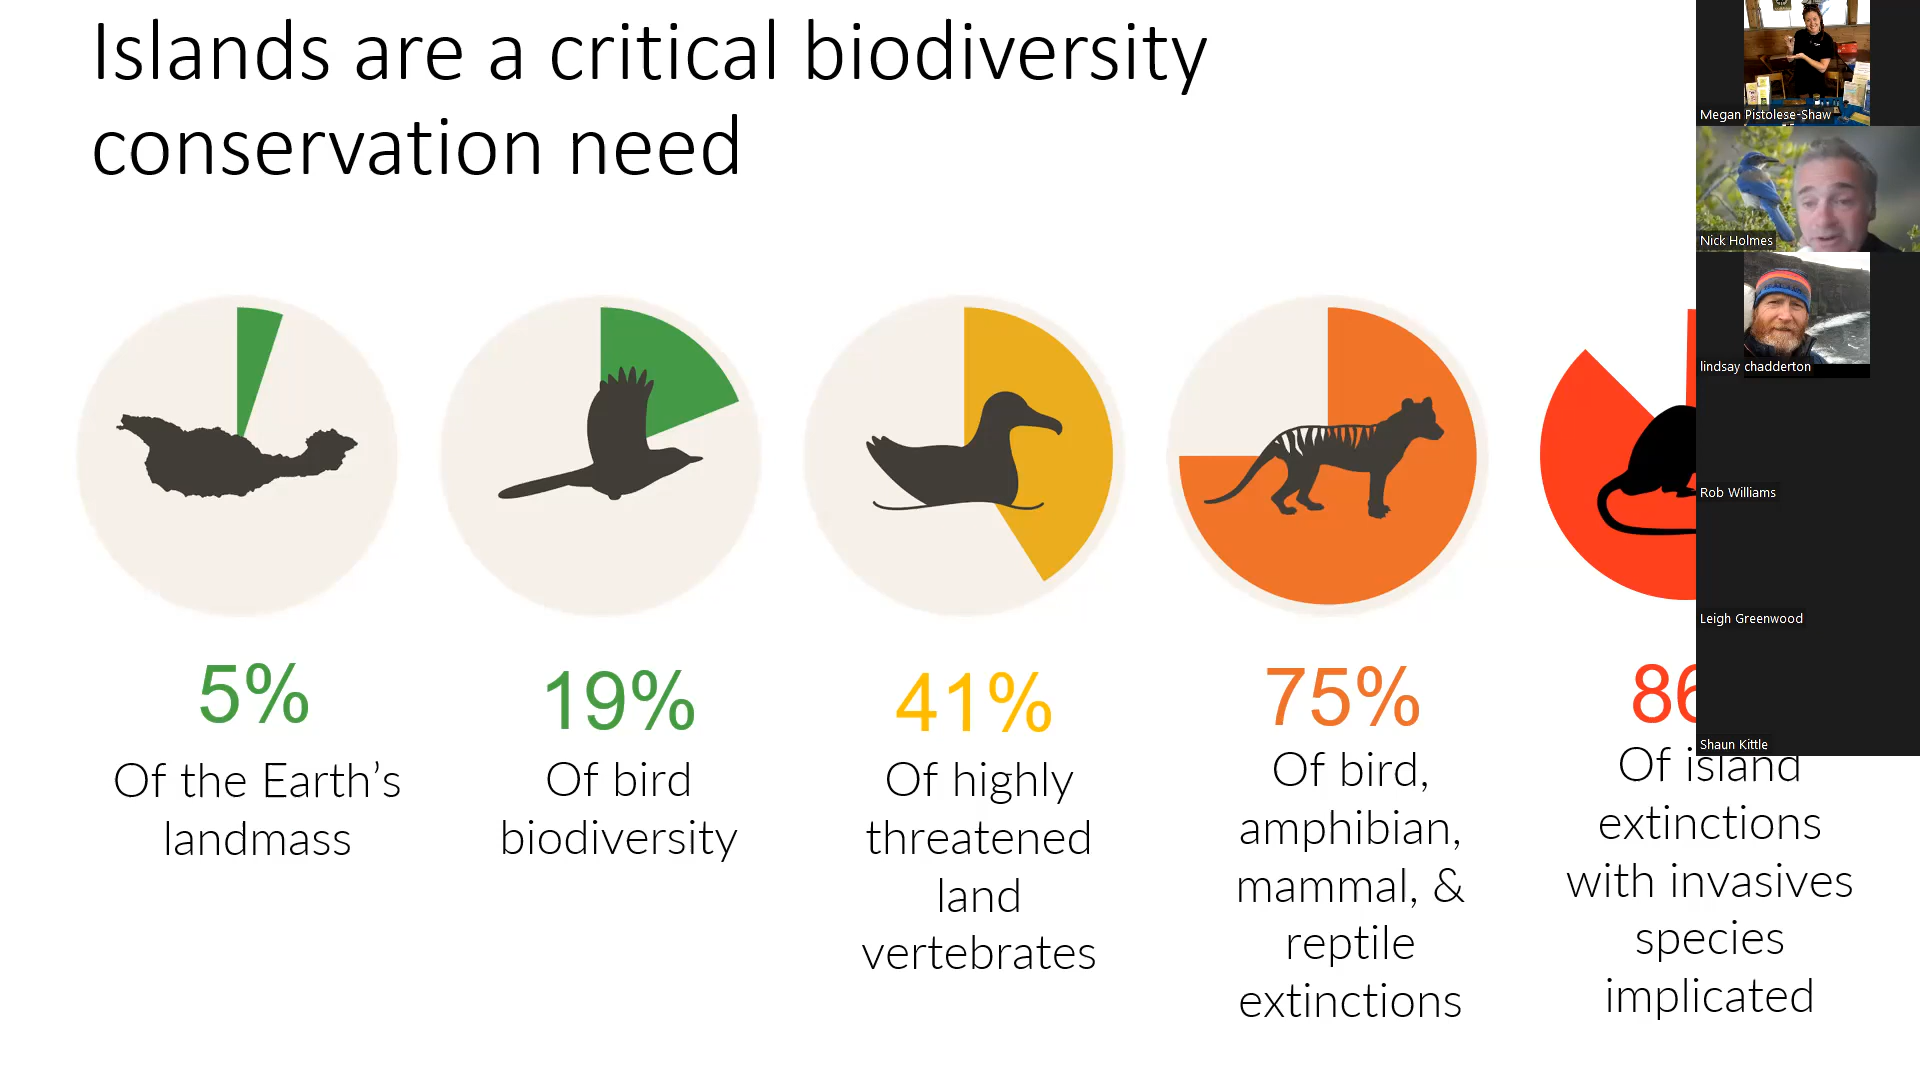 Islands are a critical biodiversity
conservation need
5%
Of the Earth's
landmass
19%
Of bird
biodiversity
41%
Of highly
threatened
land
vertebrates
75%
Of bird,
amphibian,
mammal, &
reptile
extinctions
86
Of island
extinctions
with invasives
species
implicated
Megan Pistolese-Shaw
Nick Holmes
lindsay chadderton
Rob Williams
Leigh Greenwood
Shaun Kittle